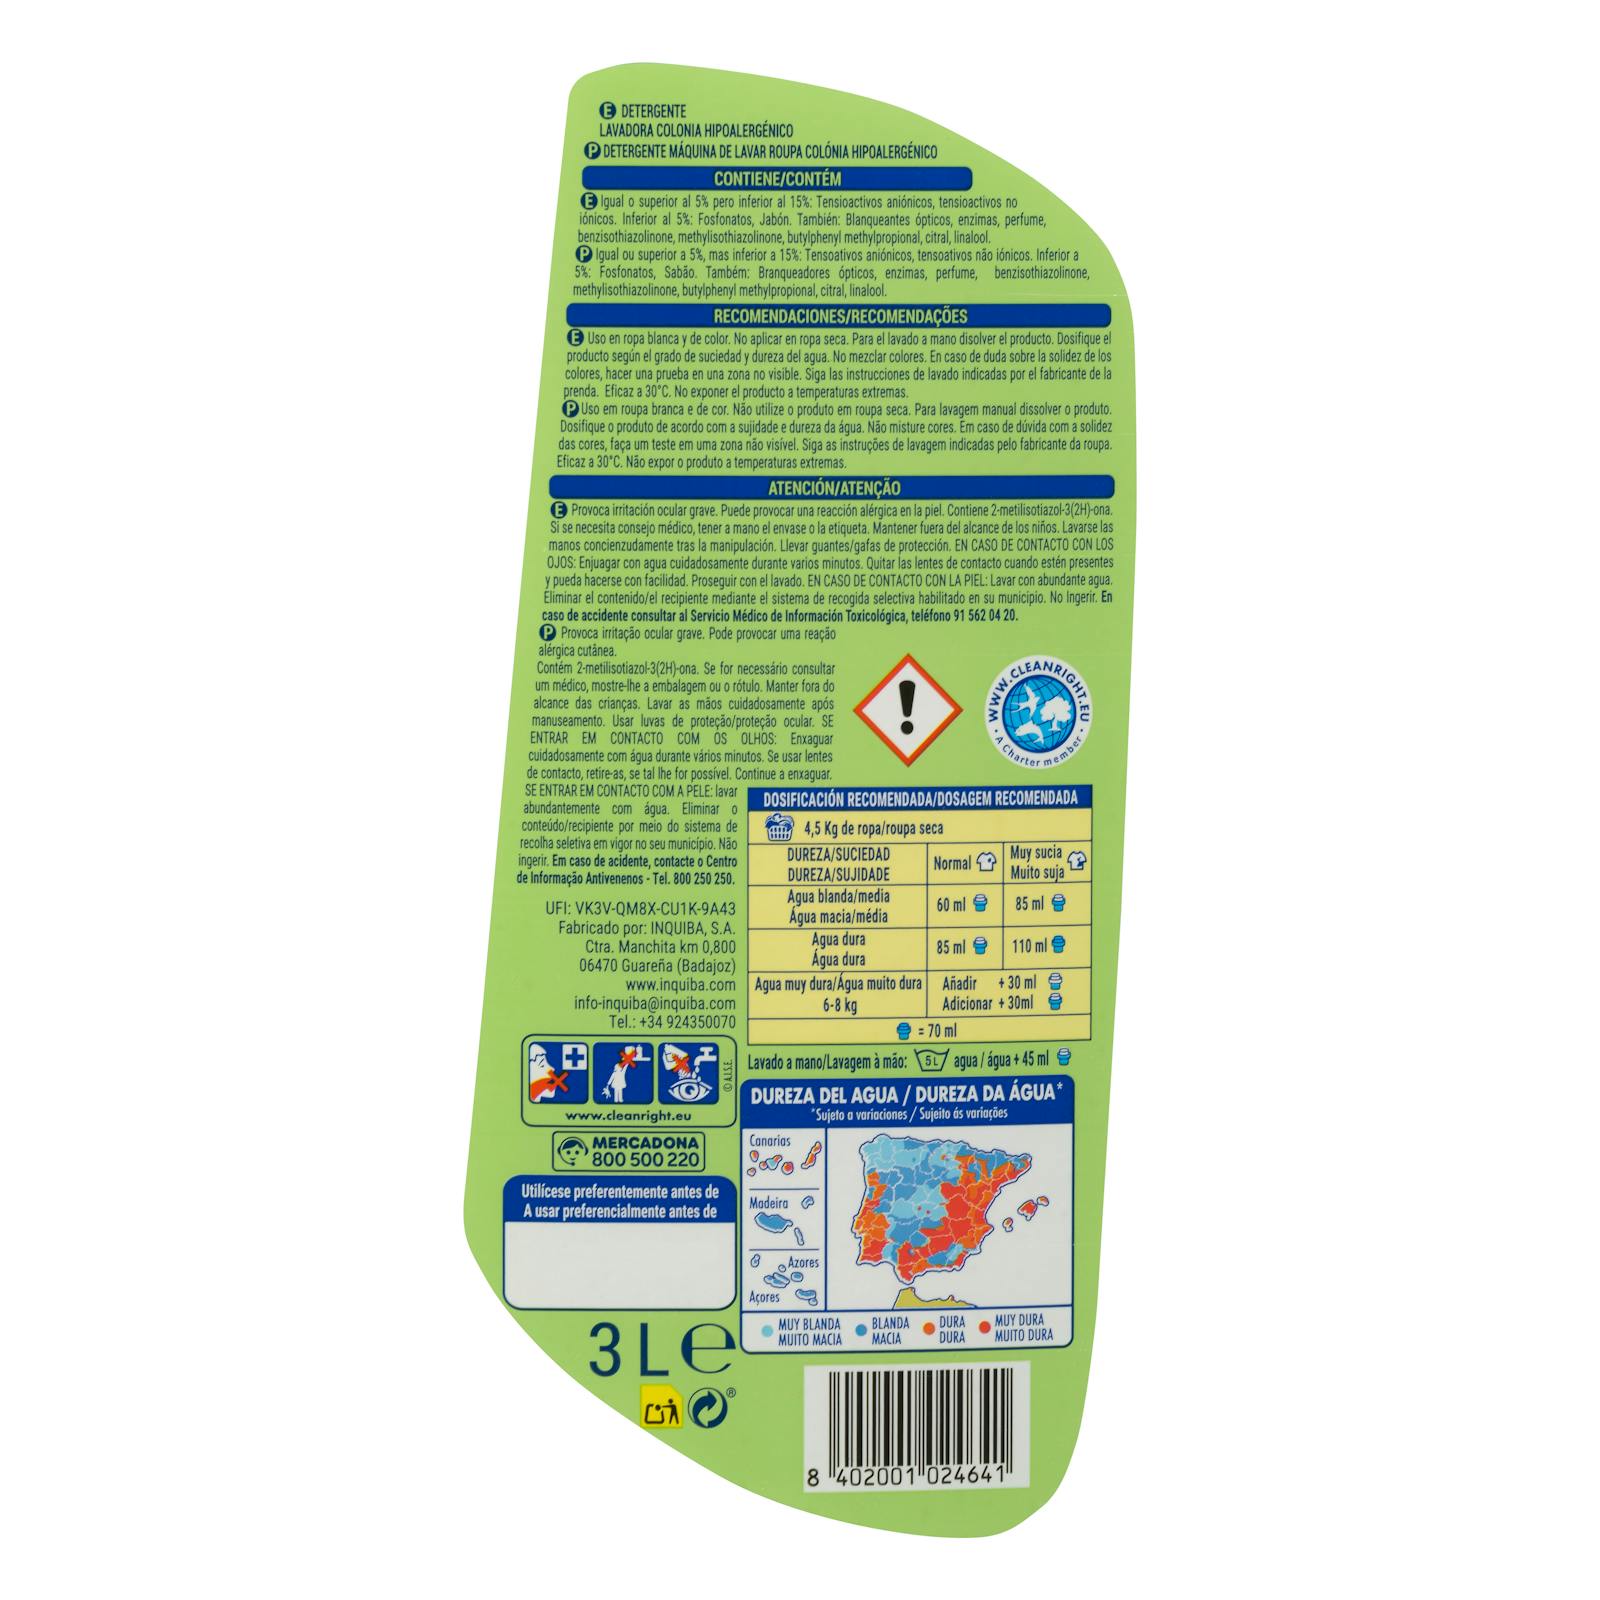 E DETERGENTE
LAVADORA COLONIA HIPOALERGÉNICO
P DETERGENTE MÁQUINA DE LAVAR ROUPA COLÓNIA HIPOALERGÉNICO
CONTIENE/CONTÉM
E Igual o superior al 5% pero inferior al 15%: Tensioactivos aniónicos, tensioactivos no
iónicos. Inferior al 5%: Fosfonatos, Jabón. También: Blanqueantes ópticos, enzimas, perfume,
benzisothiazolinone, methylisothiazolinone, butylphenyl methylpropional, citral, linalool.
P Igual ou superior a 5%, mas inferior a 15%: Tensoativos aniónicos, tensoativos não iónicos. Inferior a
5%: Fosfonatos, Sabão. Também: Branqueadores ópticos, enzimas, perfume, benzisothiazolinone,
methylisothiazolinone, butylphenyl methylpropional, citral, linalool.
RECOMENDACIONES/RECOMENDAÇÕES
E Uso en ropa blanca y de color. No aplicar en ropa seca. Para el lavado a mano disolver el producto. Dosifique el
producto según el grado de suciedad y dureza del agua. No mezclar colores. En caso de duda sobre la solidez de los
colores, hacer una prueba en una zona no visible. Siga las instrucciones de lavado indicadas por el fabricante de la
prenda. Eficaz a 30°C. No exponer el producto a temperaturas extremas.
P Uso em roupa branca e de cor. Não utilize o produto em roupa seca. Para lavagem manual dissolver o produto.
Dosifique o produto de acordo com a sujidade e dureza da água. Não misture cores. Em caso de dúvida com a solidez
das cores, faça um teste em uma zona não visível. Siga as instruções de lavagem indicadas pelo fabricante da roupa.
Eficaz a 30°C. Não expor o produto a temperaturas extremas.
ATENCIÓN/ATENÇÃO
E Provoca irritación ocular grave. Puede provocar una reacción alérgica en la piel. Contiene 2-metilisotiazol-3(2H)-ona.
Si se necesita consejo médico, tener a mano el envase o la etiqueta. Mantener fuera del alcance de los niños. Lavarse las
manos concienzudamente tras la manipulación. Llevar guantes/gafas de protección. EN CASO DE CONTACTO CON LOS
OJOS: Enjuagar con agua cuidadosamente durante varios minutos. Quitar las lentes de contacto cuando estén presentes
y pueda hacerse con facilidad. Proseguir con el lavado. EN CASO DE CONTACTO CON LA PIEL: Lavar con abundante agua.
Eliminar el contenido/el recipiente mediante el sistema de recogida selectiva habilitado en su municipio. No Ingerir. En
caso de accidente consultar al Servicio Médico de Información Toxicológica, teléfono 91 562 04 20.
P Provoca irritação ocular grave. Pode provocar uma reação
alérgica cutânea.
Contém 2-metilisotiazol-3(2H)-ona. Se for necessário consultar
um médico, mostre-lhe a embalagem ou o rótulo. Manter fora do
alcance das crianças. Lavar as mãos cuidadosamente após
manuseamento. Usar luvas de proteção/proteção ocular. SE
ENTRAR EM CONTACTO COM OS OLHOS: Enxaguar
cuidadosamente com água durante vários minutos. Se usar lentes
de contacto, retire-as, se tal lhe for possível. Continue a enxaguar.
SE ENTRAR EM CONTACTO COM A PELE: lavar
abundantemente com água. Eliminar o
conteúdo/recipiente por meio do sistema de
recolha seletiva em vigor no seu município. Não
ingerir. Em caso de acidente, contacte o Centro
de Informação Antivenenos - Tel. 800 250 250.
WWW.CLEANRIGHT.EU
• A Charter member •
UFI: VK3V-QM8X-CU1K-9A43
Fabricado por: INQUIBA, S.A.
Ctra. Manchita km 0,800
06470 Guareña (Badajoz)
www.inquiba.com
info-inquiba@inquiba.com
Tel.: +34 924350070
© A.I.S.E.
www.cleanright.eu
MERCADONA
800 500 220
Utilícese preferentemente antes de
A usar preferencialmente antes de
3 L e
DOSIFICACIÓN RECOMENDADA/DOSAGEM RECOMENDADA
4,5 Kg de ropa/roupa seca
DUREZA/SUCIEDAD
DUREZA/SUJIDADE
Normal
Muy sucia
Muito suja
Agua blanda/media
Água macia/média
60 ml
85 ml
Agua dura
Água dura
85 ml
110 ml
Agua muy dura/Água muito dura
6-8 kg
Añadir + 30 ml
Adicionar + 30ml
= 70 ml
Lavado a mano/Lavagem à mão: 5 L agua / água + 45 ml
DUREZA DEL AGUA / DUREZA DA ÁGUA*
*Sujeto a variaciones / Sujeito ás variações
Canarias
Madeira
Azores
Açores
MUY BLANDA
MUITO MACIA
BLANDA
MACIA
DURA
DURA
MUY DURA
MUITO DURA
®
8 402001 024641